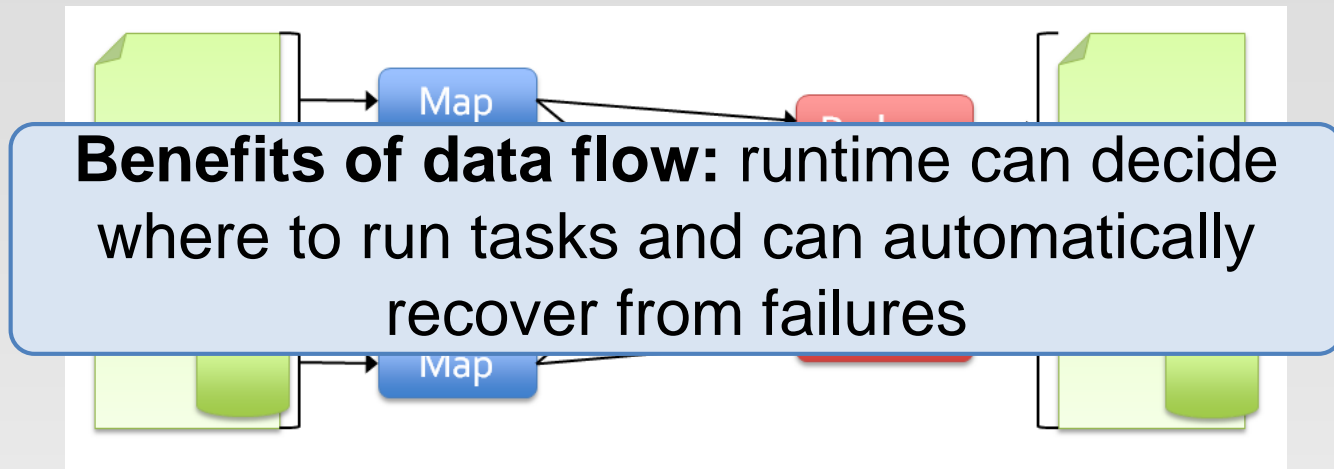 Map
Benefits of data flow: runtime can decide
where to run tasks and can automatically
recover from failures
Map